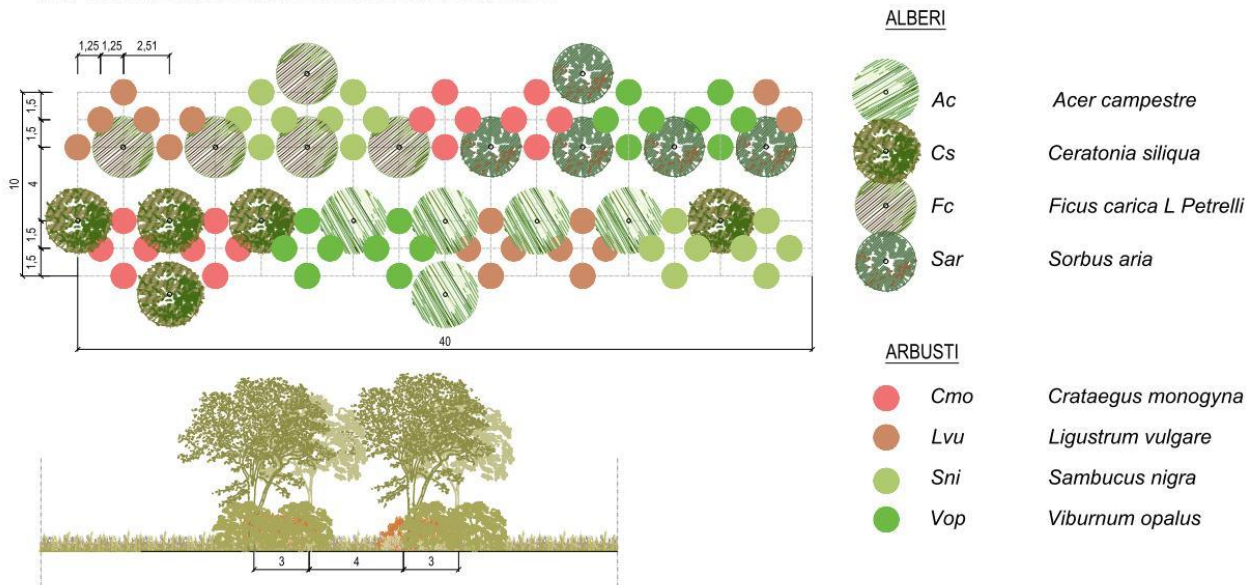 1,25 1,25 2,51
1,5
1,5
4
10
1,5
1,5
40
3 4 3
ALBERI
Ac Acer campestre
Cs Ceratonia siliqua
Fc Ficus carica L Petrelli
Sar Sorbus aria
ARBUSTI
Cmo Crataegus monogyna
Lvu Ligustrum vulgare
Sni Sambucus nigra
Vop Viburnum opalus